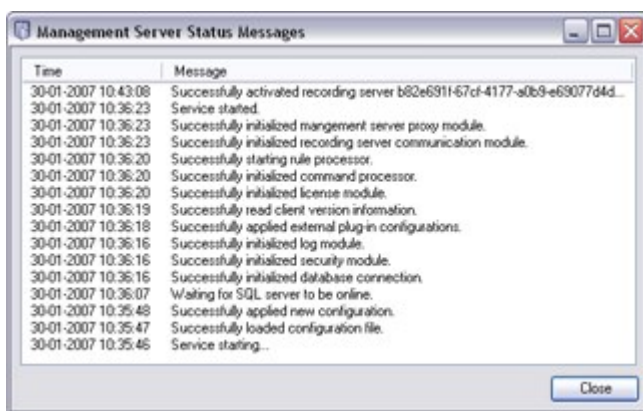 Management Server Status Messages
Time Message
30-01-2007 10:43:08 Successfully activated recording server b82e691f-67cf-4177-a0b9-e69077d4d...
30-01-2007 10:36:23 Service started.
30-01-2007 10:36:23 Successfully initialized mangement server proxy module.
30-01-2007 10:36:23 Successfully initialized recording server communication module.
30-01-2007 10:36:20 Successfully starting rule processor.
30-01-2007 10:36:20 Successfully initialized command processor.
30-01-2007 10:36:20 Successfully initialized license module.
30-01-2007 10:36:19 Successfully read client version information.
30-01-2007 10:36:18 Successfully applied external plug-in configurations.
30-01-2007 10:36:16 Successfully initialized log module.
30-01-2007 10:36:16 Successfully initialized security module.
30-01-2007 10:36:16 Successfully initialized database connection.
30-01-2007 10:36:07 Waiting for SQL server to be online.
30-01-2007 10:35:48 Successfully applied new configuration.
30-01-2007 10:35:47 Successfully loaded configuration file.
30-01-2007 10:35:46 Service starting...
Close